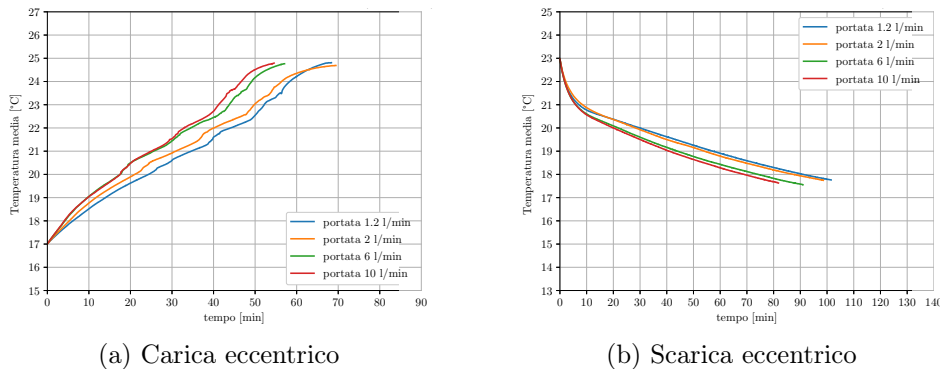 27
26
25
24
23
22
21
20
19
18
17
16
15
Temperatura media [°C]
0 10 20 30 40 50 60 70 80 90
tempo [min]
portata 1.2 l/min
portata 2 l/min
portata 6 l/min
portata 10 l/min
(a) Carica eccentrico
25
24
23
22
21
20
19
18
17
16
15
14
13
Temperatura media [°C]
0 10 20 30 40 50 60 70 80 90 100 110 120 130 140
tempo [min]
portata 1.2 l/min
portata 2 l/min
portata 6 l/min
portata 10 l/min
(b) Scarica eccentrico